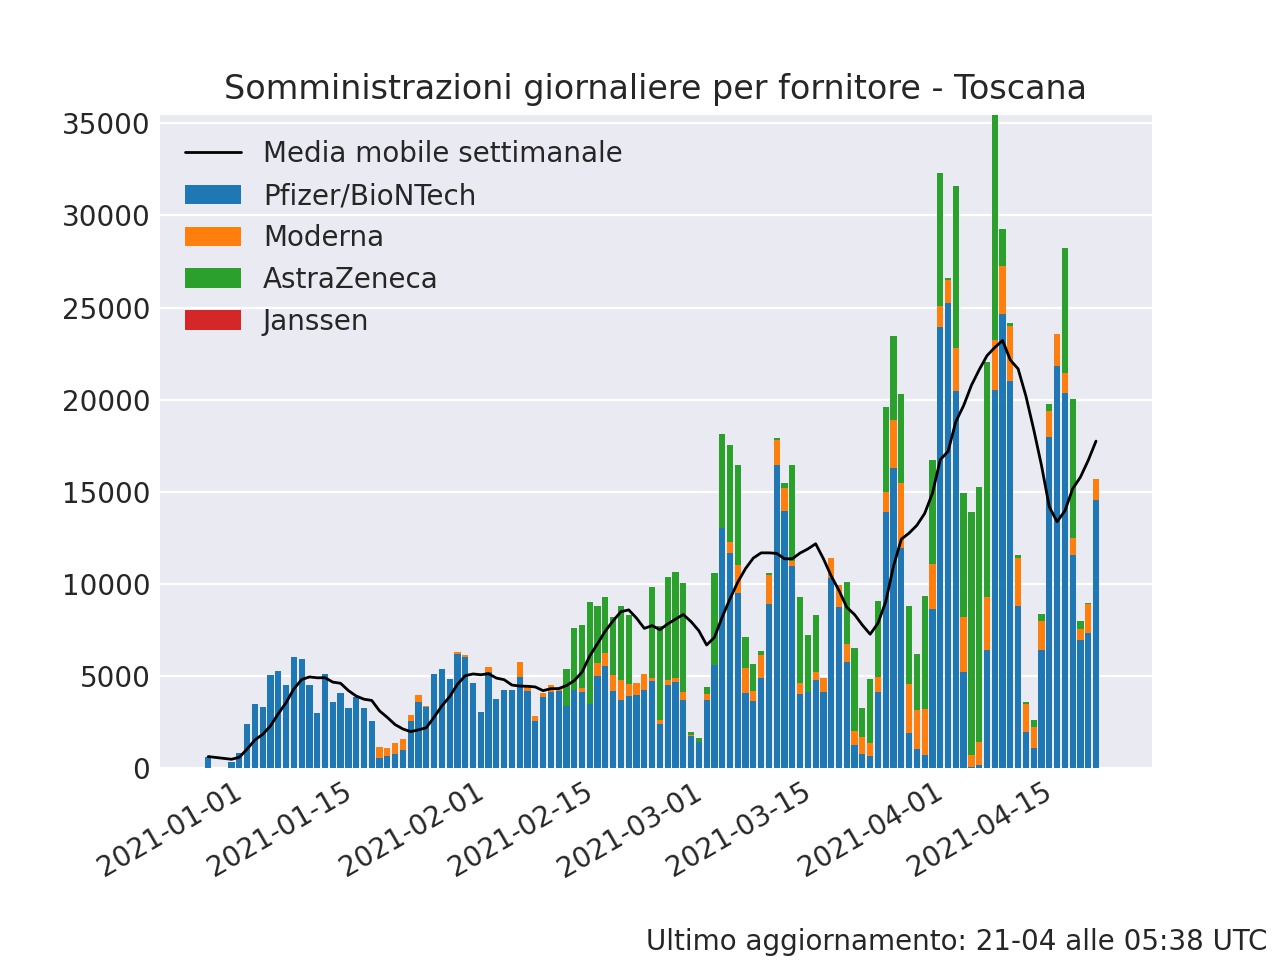 Somministrazioni giornaliere per fornitore - Toscana
35000
30000
25000
20000
15000
10000
5000
0
Media mobile settimanale
Pfizer/BioNTech
Moderna
AstraZeneca
Janssen
2021-01-01
2021-01-15
2021-02-01
2021-02-15
2021-03-01
2021-03-15
2021-04-01
2021-04-15
Ultimo aggiornamento: 21-04 alle 05:38 UTC